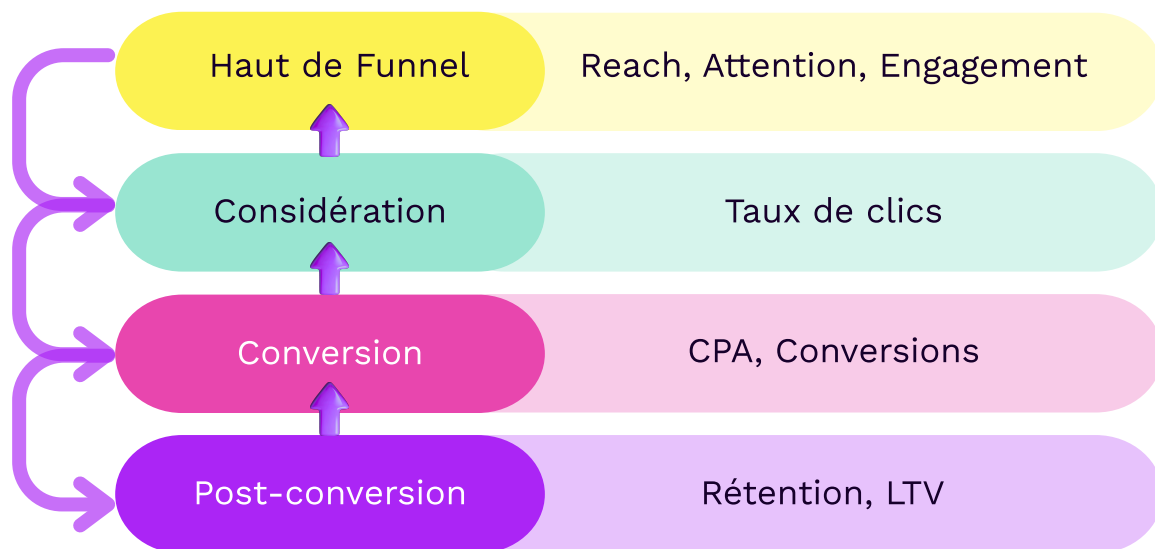 Haut de Funnel
Reach, Attention, Engagement
Considération
Taux de clics
Conversion
CPA, Conversions
Post-conversion
Rétention, LTV